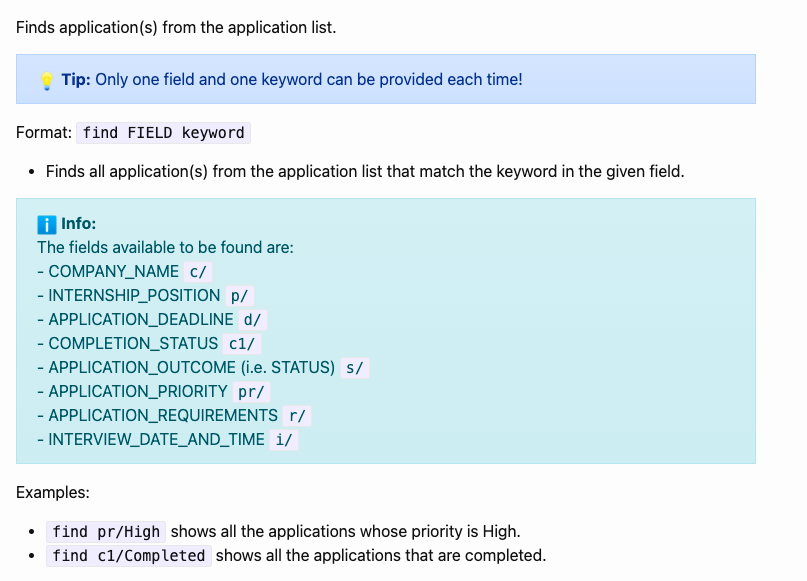 Finds application(s) from the application list.
💡 Tip: Only one field and one keyword can be provided each time!
Format: find FIELD keyword
• Finds all application(s) from the application list that match the keyword in the given field.
ℹ️ Info:
The fields available to be found are:
- COMPANY_NAME c/
- INTERNSHIP_POSITION p/
- APPLICATION_DEADLINE d/
- COMPLETION_STATUS c1/
- APPLICATION_OUTCOME (i.e. STATUS) s/
- APPLICATION_PRIORITY pr/
- APPLICATION_REQUIREMENTS r/
- INTERVIEW_DATE_AND_TIME i/
Examples:
• find pr/High shows all the applications whose priority is High.
• find c1/Completed shows all the applications that are completed.